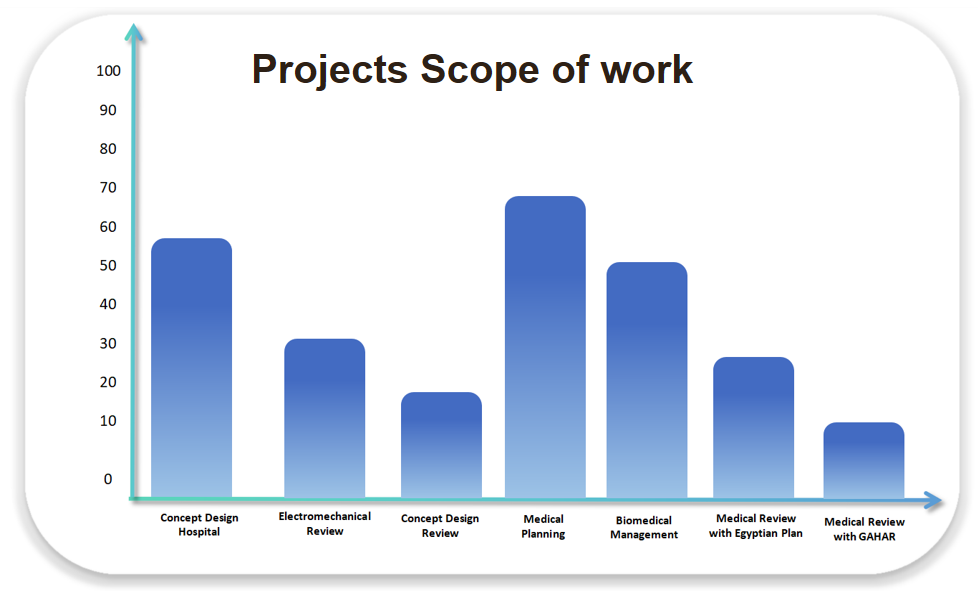 Projects Scope of work
100
90
80
70
60
50
40
30
20
10
0
Concept Design
Hospital
Electromechanical
Review
Concept Design
Review
Medical
Planning
Biomedical
Management
Medical Review
with Egyptian Plan
Medical Review
with GAHAR